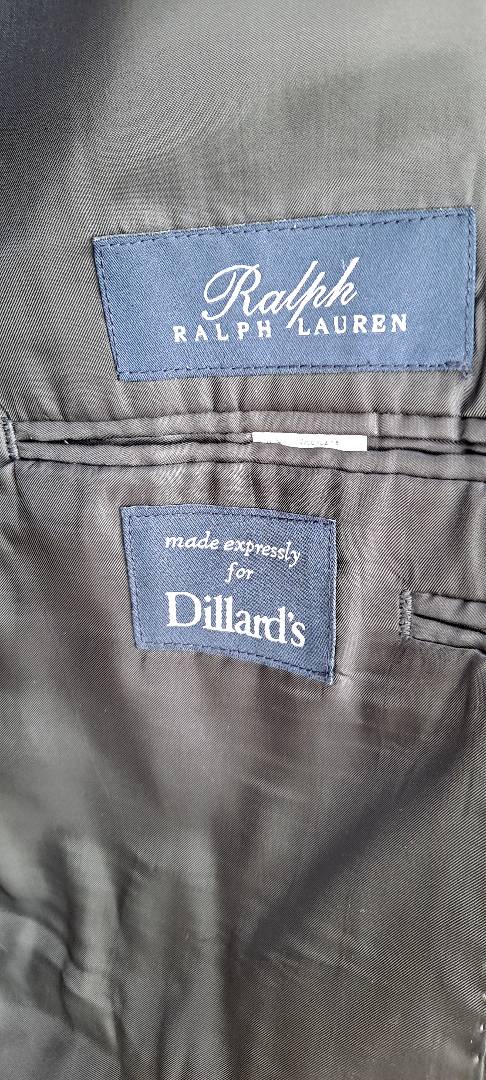 Ralph
RALPH LAUREN
made expressly
for
Dillard's